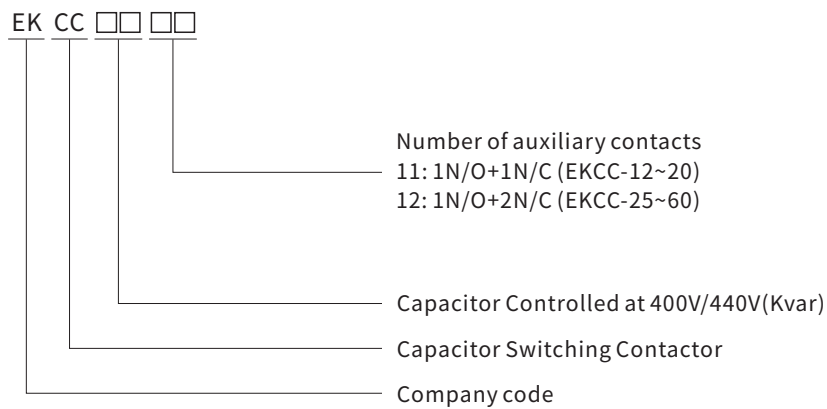 EK CC □□ □□
Number of auxiliary contacts
11: 1N/O+1N/C (EKCC-12~20)
12: 1N/O+2N/C (EKCC-25~60)
Capacitor Controlled at 400V/440V(Kvar)
Capacitor Switching Contactor
Company code